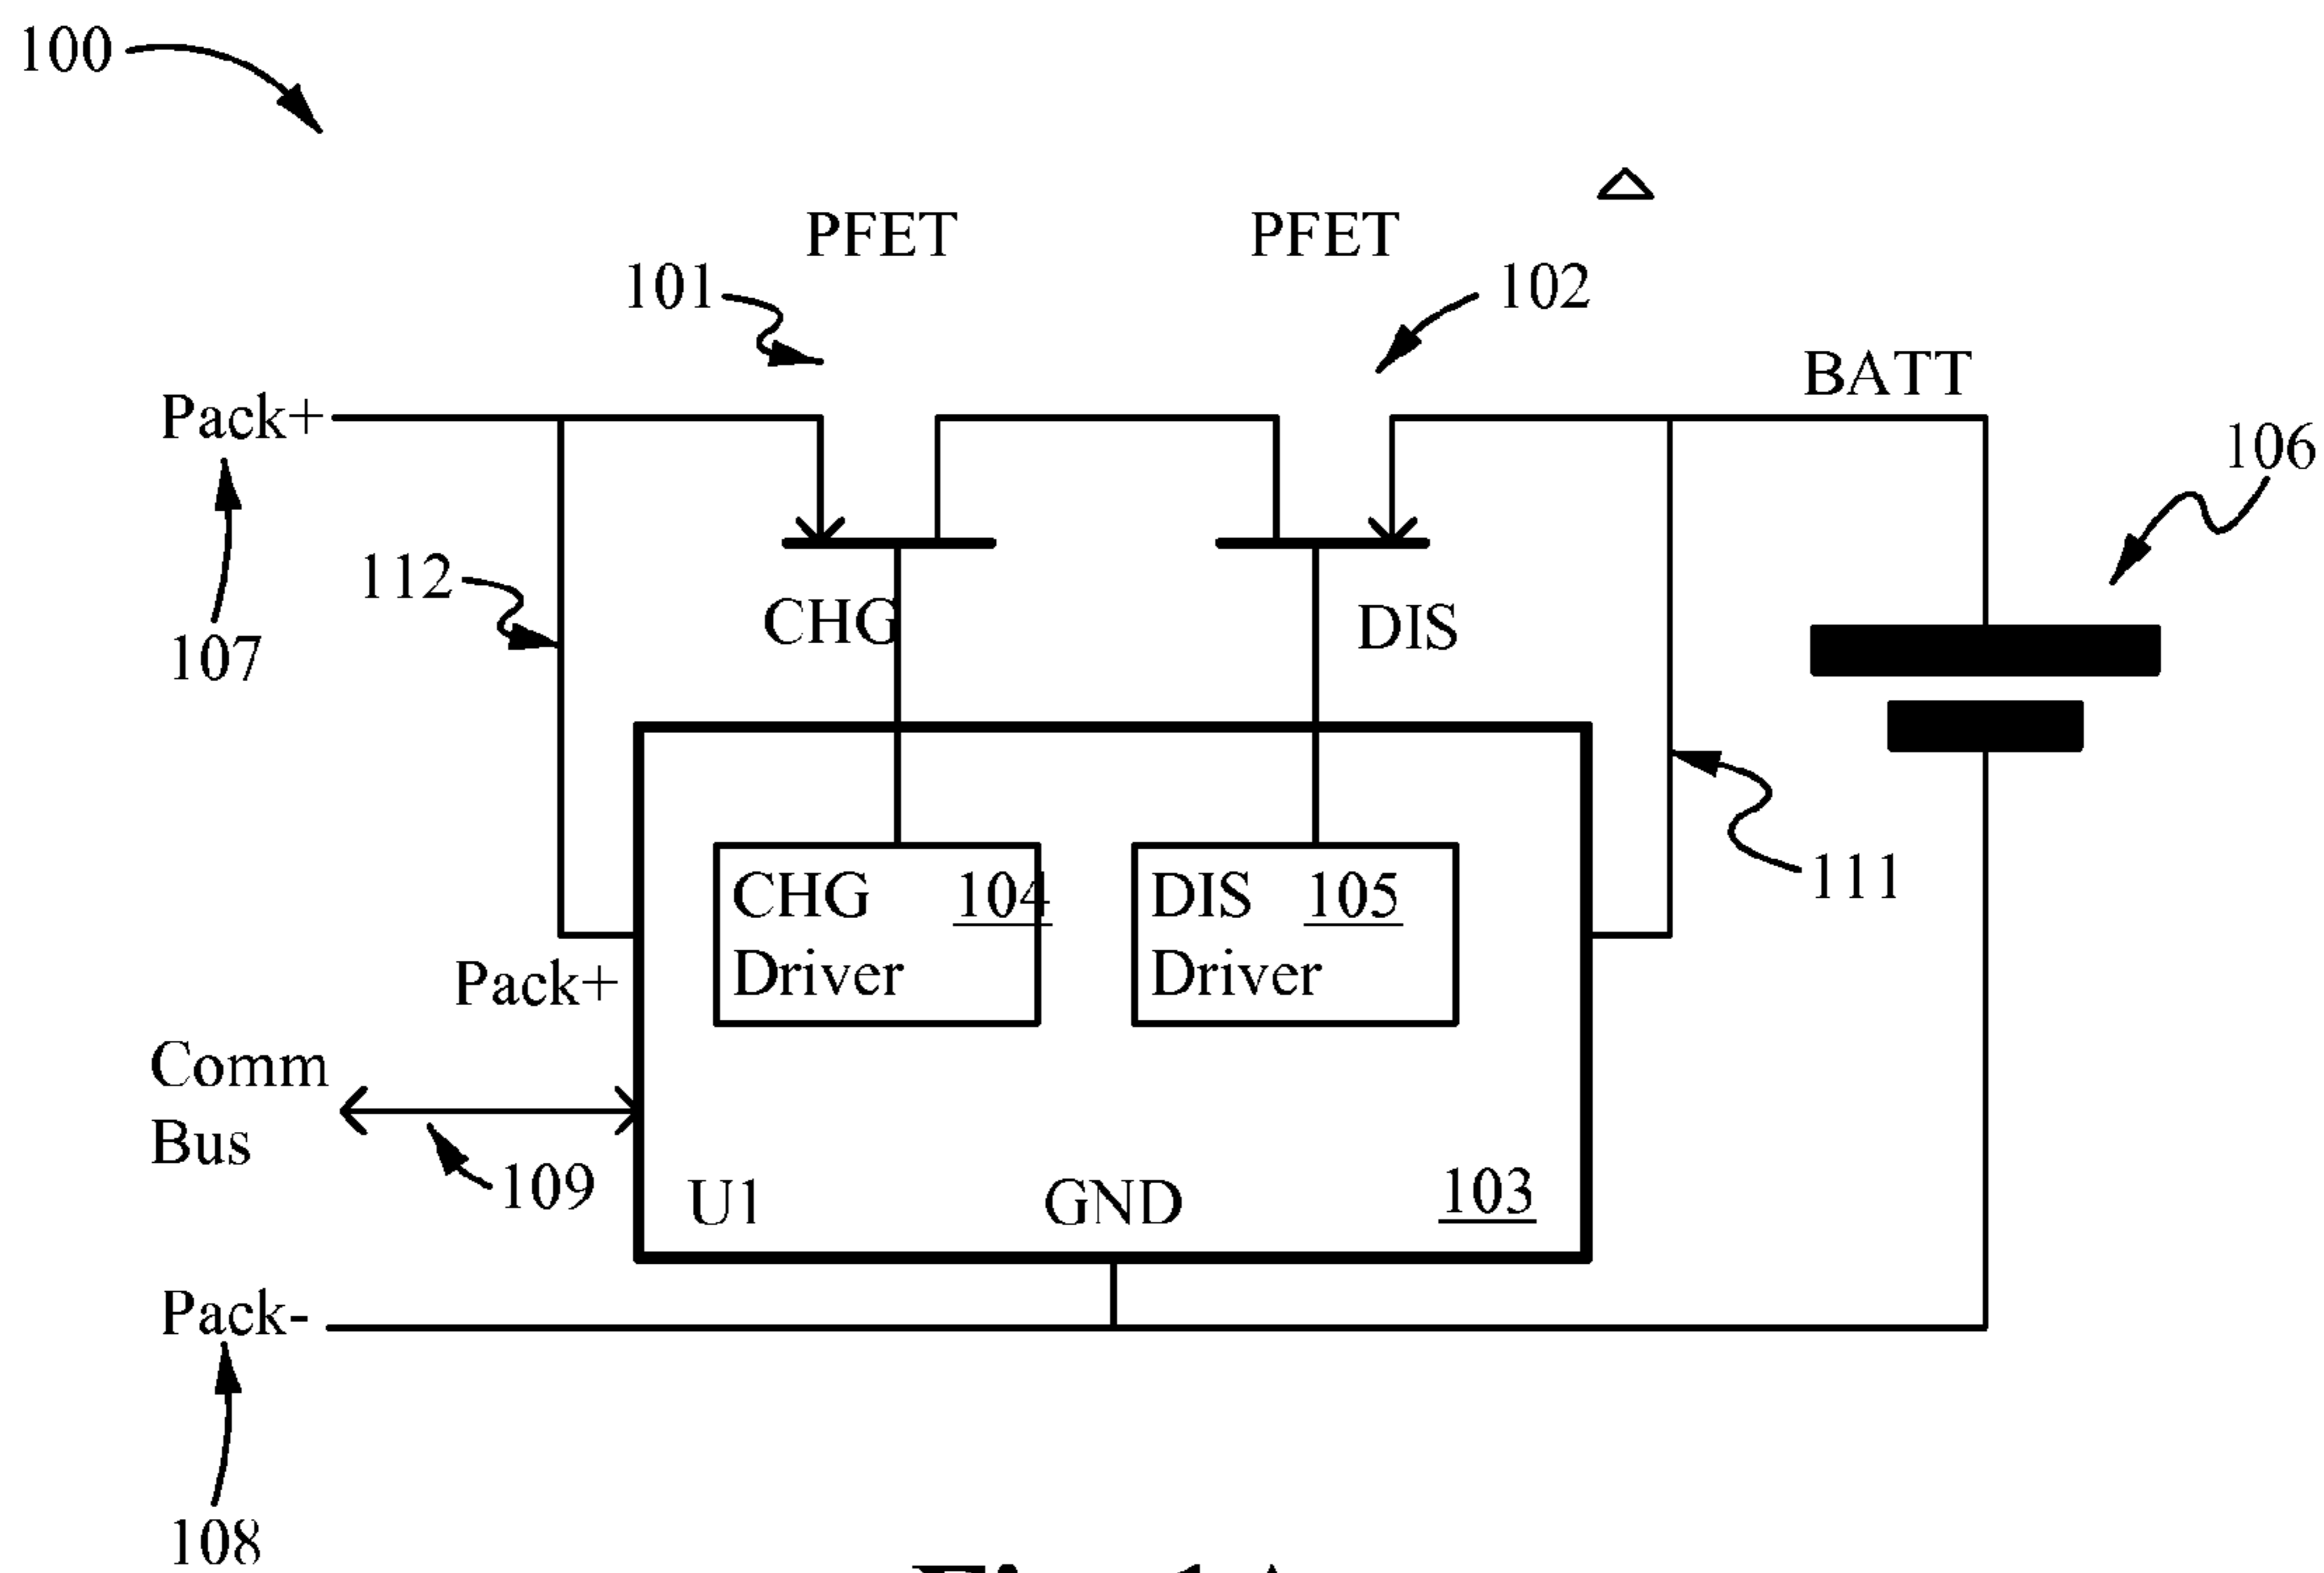 100
PFET
PFET
101
102
BATT
Pack+
106
112
CHG
DIS
107
CHG
Driver
104
DIS
Driver
105
111
Pack+
Comm
Bus
109
U1
GND
103
Pack-
108